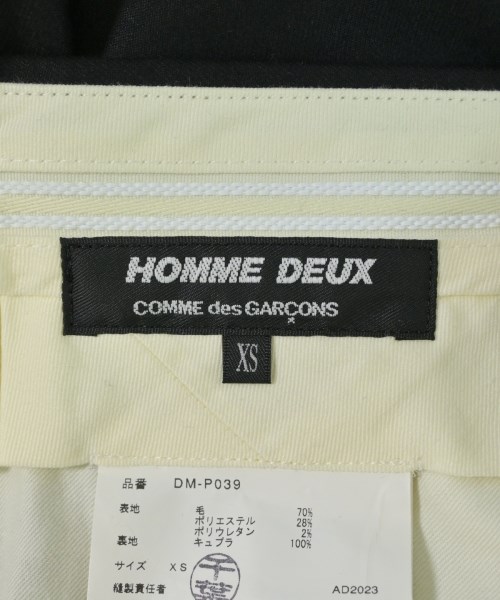 HOMME DEUX
COMME des GARÇONS
XS
品番 DM-P039
表地 毛 70%
ポリエステル 28%
ポリウレタン 2%
裏地 キュプラ 100%
サイズ XS
千葉
縫製責任者 AD2023